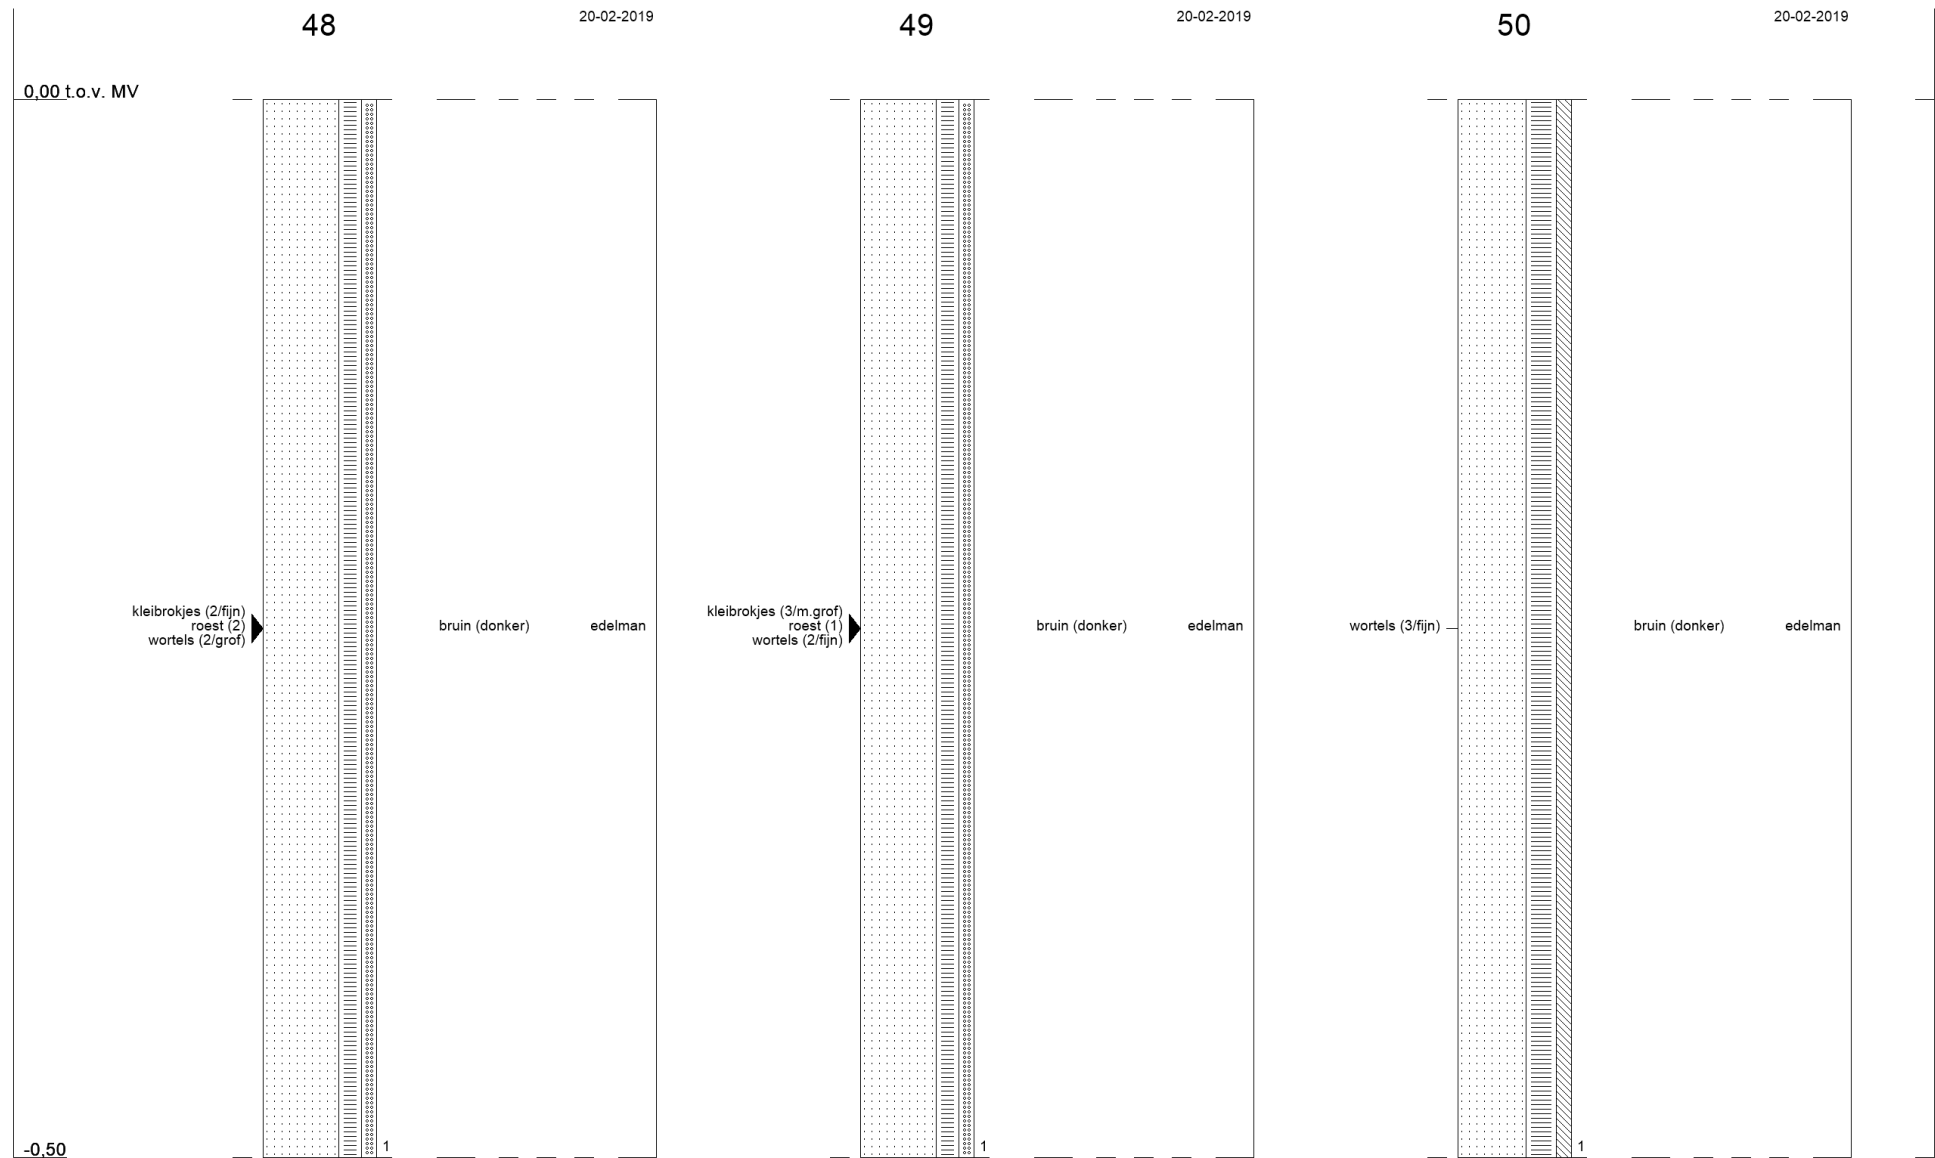 48
20-02-2019
49
20-02-2019
50
20-02-2019
0,00 t.o.v. MV
kleibrokjes (2/fijn)
roest (2)
wortels (2/grof)
bruin (donker)
edelman
kleibrokjes (3/m.grof)
roest (1)
wortels (2/fijn)
bruin (donker)
edelman
wortels (3/fijn)
bruin (donker)
edelman
-0,50
1
1
1